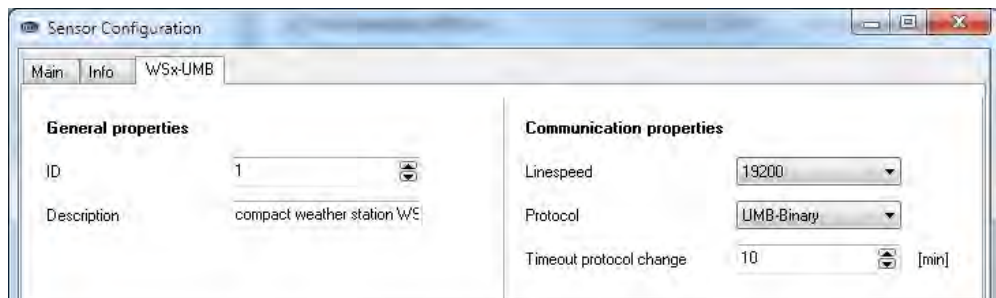 Sensor Configuration
Main Info WSx-UMB
General properties
ID 1
Description compact weather station WS
Communication properties
Linespeed 19200
Protocol UMB-Binary
Timeout protocol change 10 [min]